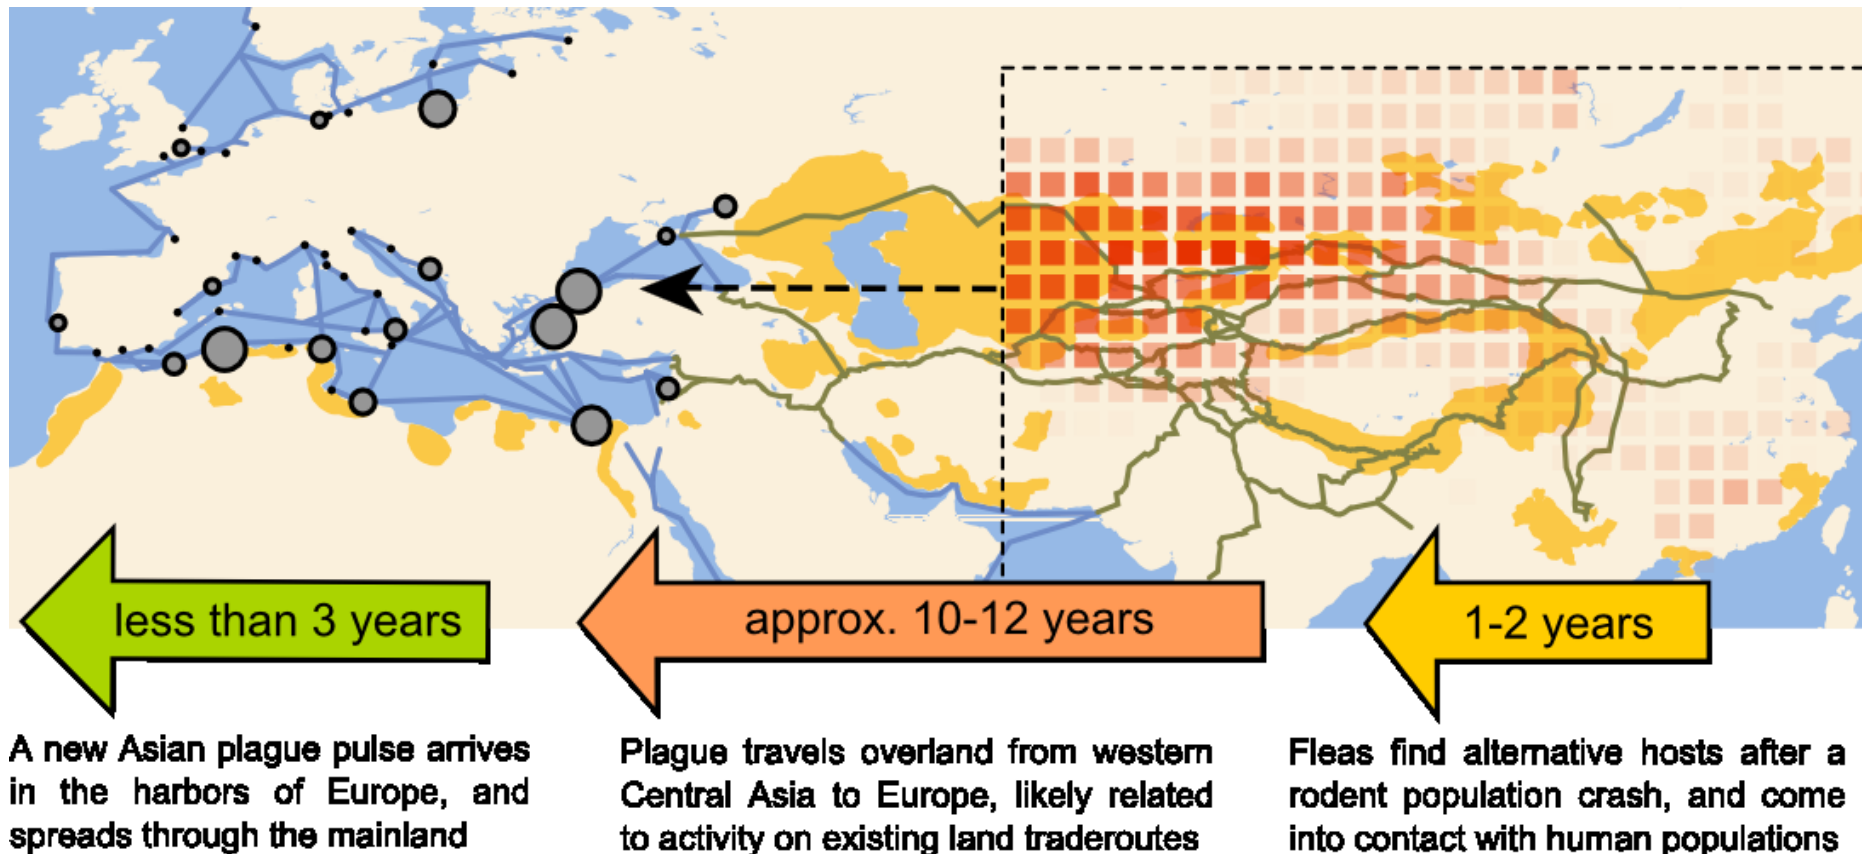 less than 3 years
approx. 10-12 years
1-2 years
A new Asian plague pulse arrives
in the harbors of Europe, and
spreads through the mainland
Plague travels overland from western
Central Asia to Europe, likely related
to activity on existing land traderoutes
Fleas find alternative hosts after a
rodent population crash, and come
into contact with human populations